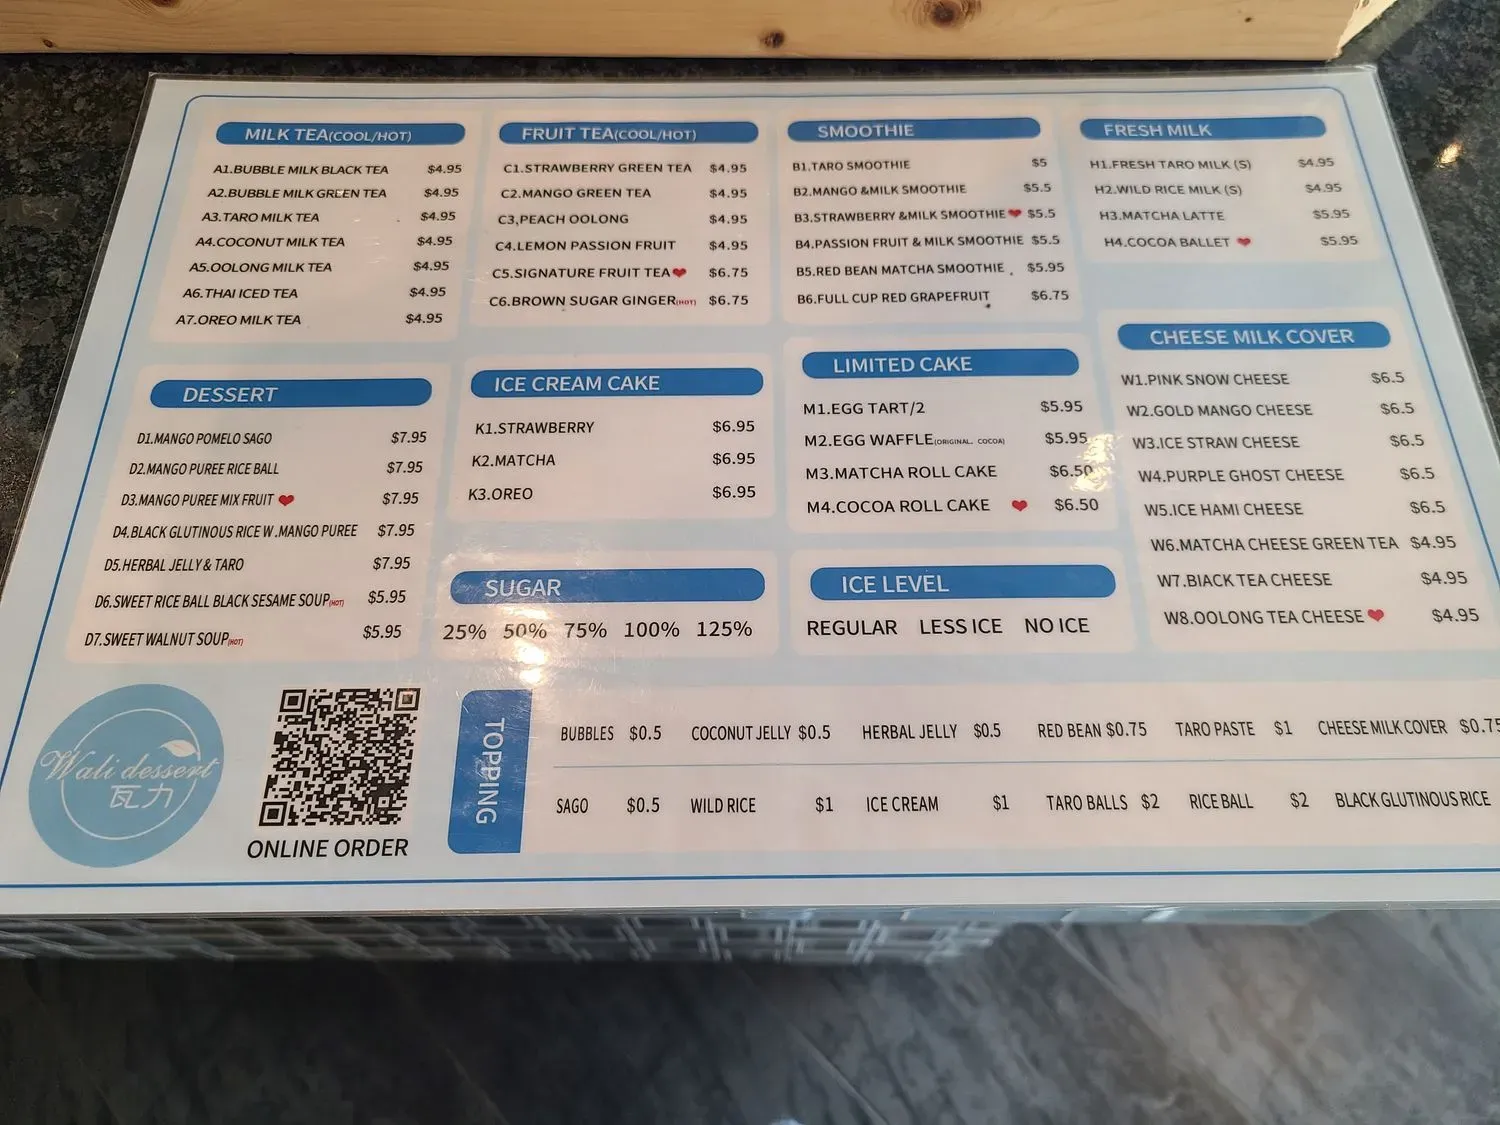 MILK TEA(COOL/HOT)
A1.BUBBLE MILK BLACK TEA $4.95
A2.BUBBLE MILK GREEN TEA $4.95
A3.TARO MILK TEA $4.95
A4.COCONUT MILK TEA $4.95
A5.OOLONG MILK TEA $4.95
A6.THAI ICED TEA $4.95
A7.OREO MILK TEA $4.95
FRUIT TEA(COOL/HOT)
C1.STRAWBERRY GREEN TEA $4.95
C2.MANGO GREEN TEA $4.95
C3,PEACH OOLONG $4.95
C4.LEMON PASSION FRUIT $4.95
C5.SIGNATURE FRUIT TEA❤ $6.75
C6.BROWN SUGAR GINGER(HOT) $6.75
SMOOTHIE
B1.TARO SMOOTHIE $5
B2.MANGO &MILK SMOOTHIE $5.5
B3.STRAWBERRY &MILK SMOOTHIE❤ $5.5
B4.PASSION FRUIT & MILK SMOOTHIE $5.5
B5.RED BEAN MATCHA SMOOTHIE $5.95
B6.FULL CUP RED GRAPEFRUIT $6.75
FRESH MILK
H1.FRESH TARO MILK (S) $4.95
H2.WILD RICE MILK (S) $4.95
H3.MATCHA LATTE $5.95
H4.COCOA BALLET ❤ $5.95
DESSERT
D1.MANGO POMELO SAGO $7.95
D2.MANGO PUREE RICE BALL $7.95
D3.MANGO PUREE MIX FRUIT ❤ $7.95
D4.BLACK GLUTINOUS RICE W.MANGO PUREE $7.95
D5.HERBAL JELLY & TARO $7.95
D6.SWEET RICE BALL BLACK SESAME SOUP(HOT) $5.95
D7.SWEET WALNUT SOUP(HOT) $5.95
ICE CREAM CAKE
K1.STRAWBERRY $6.95
K2.MATCHA $6.95
K3.OREO $6.95
LIMITED CAKE
M1.EGG TART/2 $5.95
M2.EGG WAFFLE(ORIGINAL, COCOA) $5.95
M3.MATCHA ROLL CAKE $6.50
M4.COCOA ROLL CAKE ❤ $6.50
CHEESE MILK COVER
W1.PINK SNOW CHEESE $6.5
W2.GOLD MANGO CHEESE $6.5
W3.ICE STRAW CHEESE $6.5
W4.PURPLE GHOST CHEESE $6.5
W5.ICE HAMI CHEESE $6.5
W6.MATCHA CHEESE GREEN TEA $4.95
W7.BIACK TEA CHEESE $4.95
W8.OOLONG TEA CHEESE❤ $4.95
SUGAR
25% 50% 75% 100% 125%
ICE LEVEL
REGULAR LESS ICE NO ICE
Wali dessert
瓦力
ONLINE ORDER
TOPPING
BUBBLES $0.5 COCONUT JELLY $0.5 HERBAL JELLY $0.5 RED BEAN $0.75 TARO PASTE $1 CHEESE MILK COVER $0.75
SAGO $0.5 WILD RICE $1 ICE CREAM $1 TARO BALLS $2 RICE BALL $2 BLACK GLUTINOUS RICE